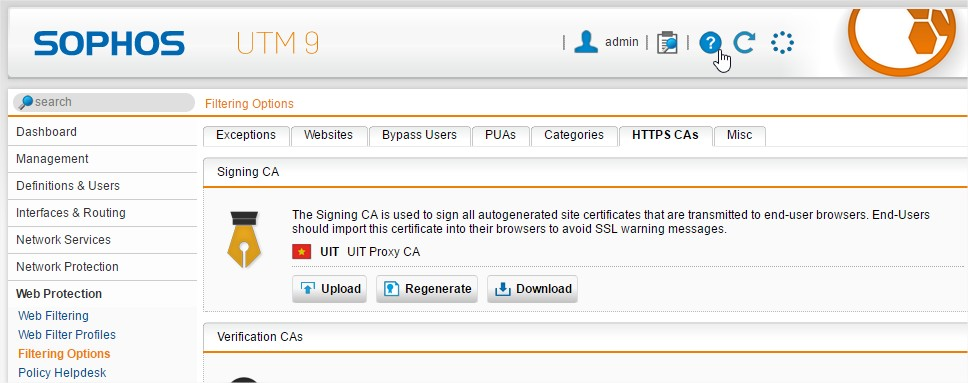 SOPHOS UTM 9 | admin | | ?
search
Filtering Options
Dashboard
Management
Definitions & Users
Interfaces & Routing
Network Services
Network Protection
Web Protection
Web Filtering
Web Filter Profiles
Filtering Options
Policy Helpdesk
Exceptions Websites Bypass Users PUAs Categories HTTPS CAs Misc
Signing CA
The Signing CA is used to sign all autogenerated site certificates that are transmitted to end-user browsers. End-Users
should import this certificate into their browsers to avoid SSL warning messages.
UIT UIT Proxy CA
Upload Regenerate Download
Verification CAs